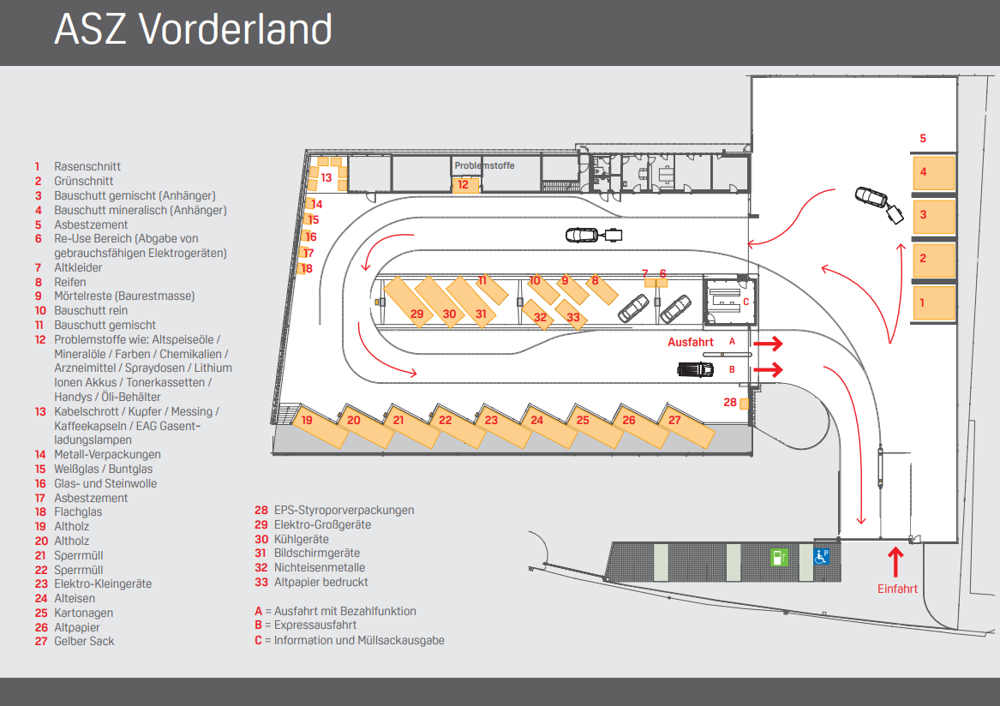 ASZ Vorderland
1 Rasenschnitt
2 Grünschnitt
3 Bauschutt gemischt (Anhänger)
4 Bauschutt mineralisch (Anhänger)
5 Asbestzement
6 Re-Use Bereich (Abgabe von
gebrauchsfähigen Elektrogeräten)
7 Altkleider
8 Reifen
9 Mörtelreste (Baurestmasse)
10 Bauschutt rein
11 Bauschutt gemischt
12 Problemstoffe wie: Altspeiseöle /
Mineralöle / Farben / Chemikalien /
Arzneimittel / Spraydosen / Lithium
Ionen Akkus / Tonerkassetten /
Handys / Öli-Behälter
13 Kabelschrott / Kupfer / Messing /
Kaffeekapseln / EAG Gasent-
ladungslampen
14 Metall-Verpackungen
15 Weißglas / Buntglas
16 Glas- und Steinwolle
17 Asbestzement
18 Flachglas
19 Altholz
20 Altholz
21 Sperrmüll
22 Sperrmüll
23 Elektro-Kleingeräte
24 Alteisen
25 Kartonagen
26 Altpapier
27 Gelber Sack
28 EPS-Styroporverpackungen
29 Elektro-Großgeräte
30 Kühlgeräte
31 Bildschirmgeräte
32 Nichteisenmetalle
33 Altpapier bedruckt
A = Ausfahrt mit Bezahlfunktion
B = Expressausfahrt
C = Information und Müllsackausgabe
5
4
3
2
1
Problemstoffe
12
13
14
15
16
17
18
11
10
9
8
7
6
29
30
31
32
33
C
Ausfahrt A
B
28
19
20
21
22
23
24
25
26
27
P
Einfahrt